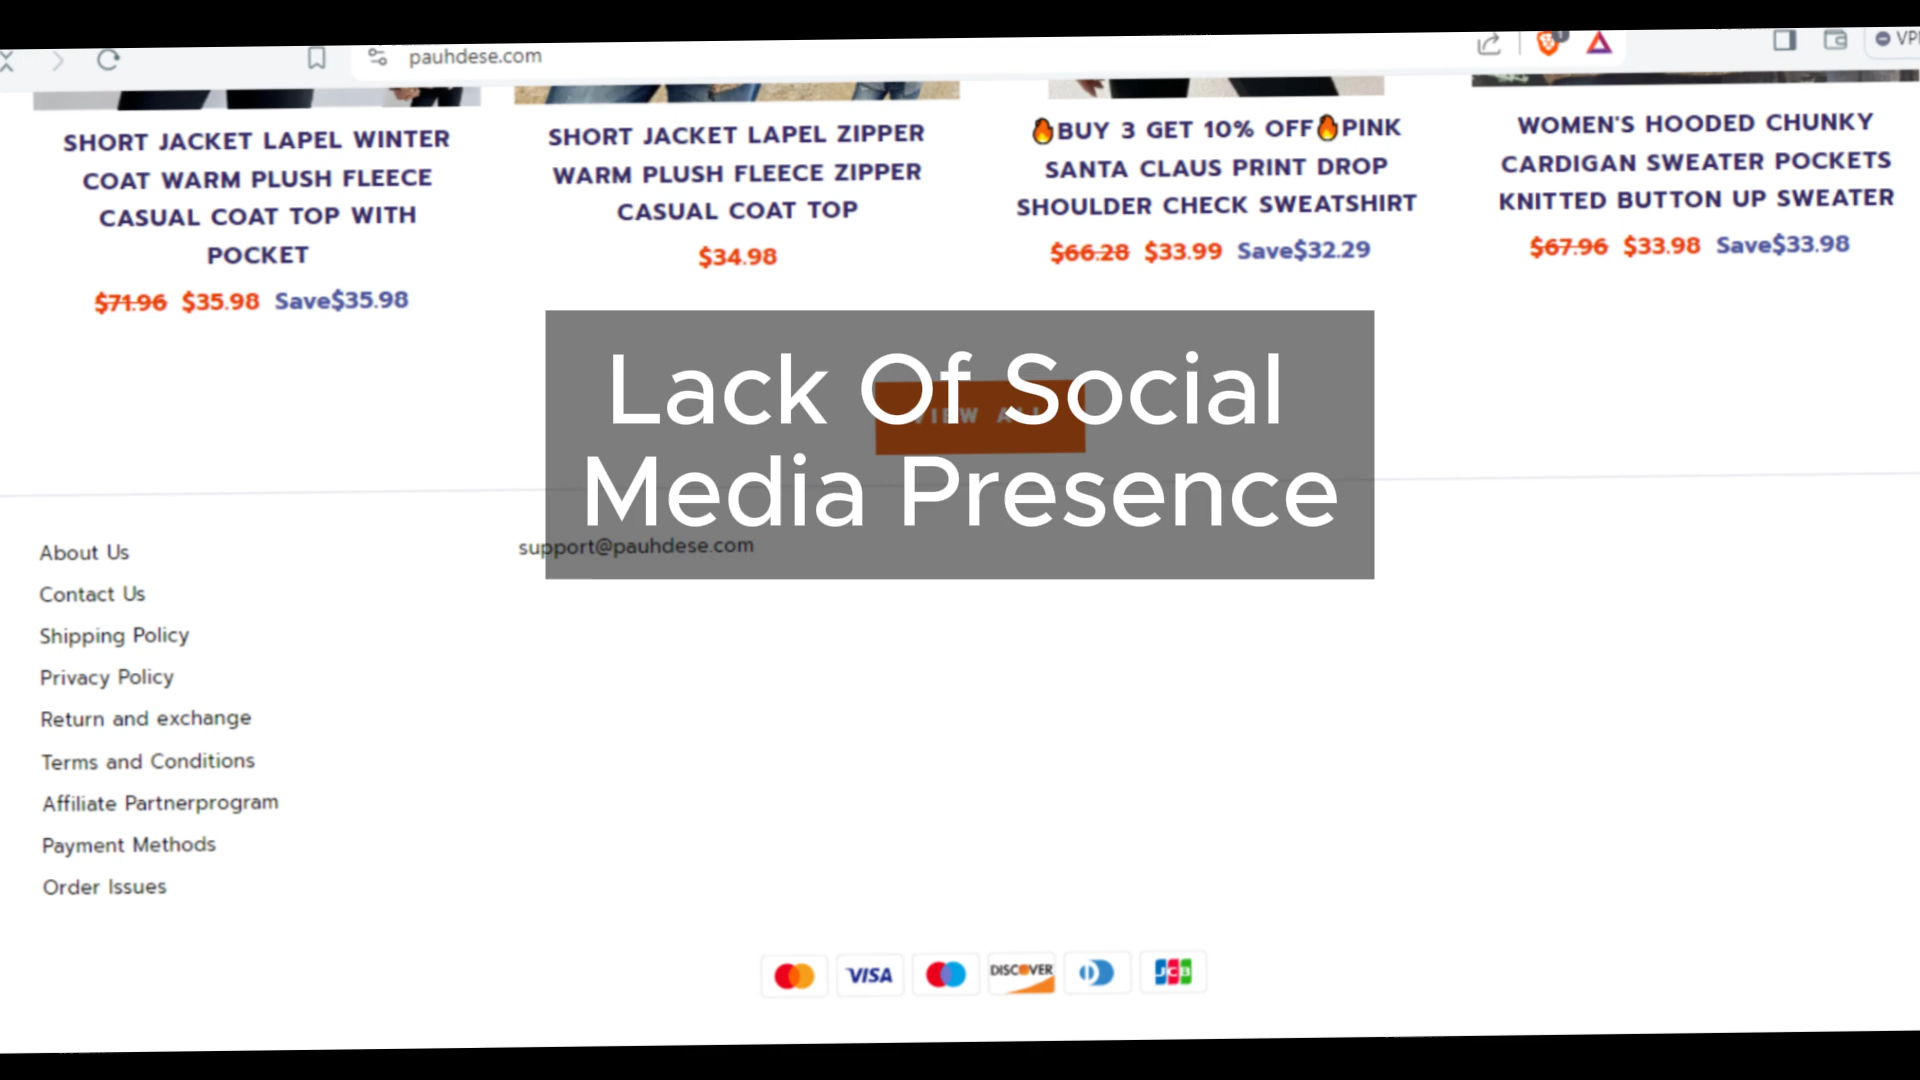 pauhdese.com
VPN
SHORT JACKET LAPEL WINTER
COAT WARM PLUSH FLEECE
CASUAL COAT TOP WITH
POCKET
$71.96 $35.98 Save$35.98
SHORT JACKET LAPEL ZIPPER
WARM PLUSH FLEECE ZIPPER
CASUAL COAT TOP
$34.98
🔥BUY 3 GET 10% OFF🔥PINK
SANTA CLAUS PRINT DROP
SHOULDER CHECK SWEATSHIRT
$66.28 $33.99 Save$32.29
WOMEN'S HOODED CHUNKY
CARDIGAN SWEATER POCKETS
KNITTED BUTTON UP SWEATER
$67.96 $33.98 Save$33.98
VIEW ALL
Lack Of Social
Media Presence
About Us
Contact Us
Shipping Policy
Privacy Policy
Return and exchange
Terms and Conditions
Affiliate Partnerprogram
Payment Methods
Order Issues
support@pauhdese.com
VISA
DISCOVER
JCB